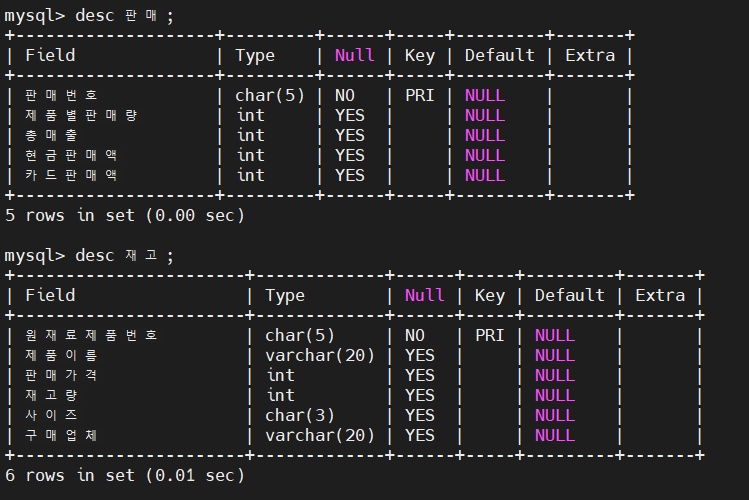 mysql> desc 판매 ;
+--------------------+---------+------+-----+---------+-------+
| Field              | Type    | Null | Key | Default | Extra |
+--------------------+---------+------+-----+---------+-------+
| 판매번호           | char(5) | NO   | PRI | NULL    |       |
| 제품별판매량       | int     | YES  |     | NULL    |       |
| 총매출             | int     | YES  |     | NULL    |       |
| 현금판매액         | int     | YES  |     | NULL    |       |
| 카드판매액         | int     | YES  |     | NULL    |       |
+--------------------+---------+------+-----+---------+-------+
5 rows in set (0.00 sec)
mysql> desc 재고 ;
+-----------------------+-------------+------+-----+---------+-------+
| Field                 | Type        | Null | Key | Default | Extra |
+-----------------------+-------------+------+-----+---------+-------+
| 원재료제품번호        | char(5)     | NO   | PRI | NULL    |       |
| 제품이름              | varchar(20) | YES  |     | NULL    |       |
| 판매가격              | int         | YES  |     | NULL    |       |
| 재고량                | int         | YES  |     | NULL    |       |
| 사이즈                | char(3)     | YES  |     | NULL    |       |
| 구매업체              | varchar(20) | YES  |     | NULL    |       |
+-----------------------+-------------+------+-----+---------+-------+
6 rows in set (0.01 sec)